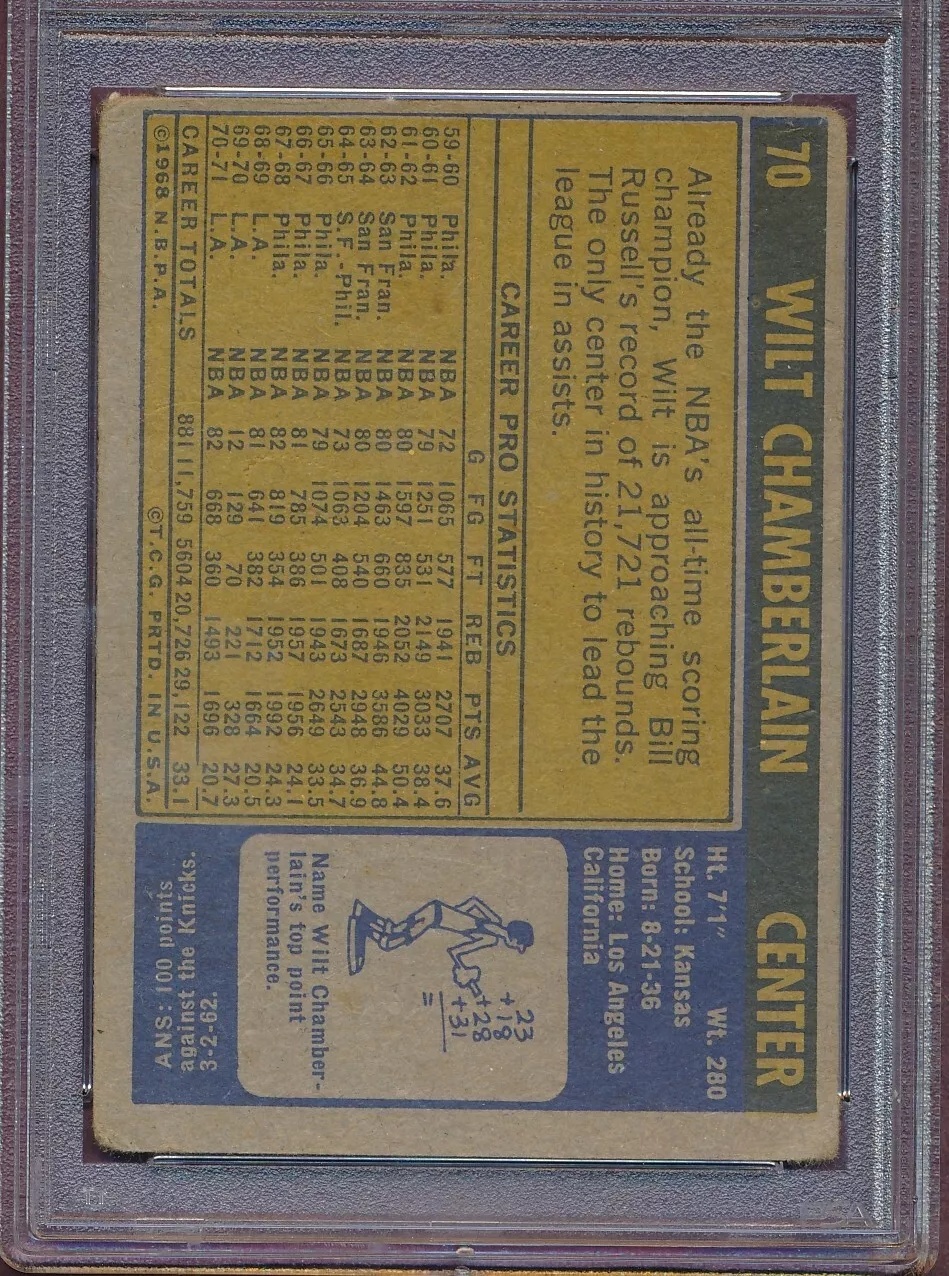 70 WILT CHAMBERLAIN CENTER
Already the NBA's all-time scoring
champion, Wilt is approaching Bill
Russell's record of 21,721 rebounds.
The only center in history to lead the
league in assists.
CAREER PRO STATISTICS
G FG FT REB PTS AVG
59-60 Phila. NBA 72 1065 577 1941 2707 37.6
60-61 Phila. NBA 79 1251 531 2149 3033 38.4
61-62 Phila. NBA 80 1597 835 2052 4029 50.4
62-63 San Fran. NBA 80 1463 660 1946 3586 44.8
63-64 San Fran. NBA 80 1204 540 1687 2948 36.9
64-65 S.F.-Phil. NBA 73 1063 408 1673 2543 34.7
65-66 Phila. NBA 79 1074 501 1943 2649 33.5
66-67 Phila. NBA 81 785 386 1957 1956 24.1
67-68 Phila. NBA 82 819 354 1952 1992 24.3
68-69 L.A. NBA 81 641 382 1712 1664 20.5
69-70 L.A. NBA 12 129 70 221 328 27.3
70-71 L.A. NBA 82 668 360 1493 1696 20.7
CAREER TOTALS 881 11,759 5604 20,726 29,122 33.1
©1968 N.B.P.A. ©T.C.G. PRTD. IN U.S.A.
Ht. 7'1" Wt. 280
School: Kansas
Born: 8-21-36
Home: Los Angeles
California
23
+18
+28
+31
=
Name Wilt Chamber-
lain's top point
performance.
ANS: 100 points
against the Knicks.
3-2-62.